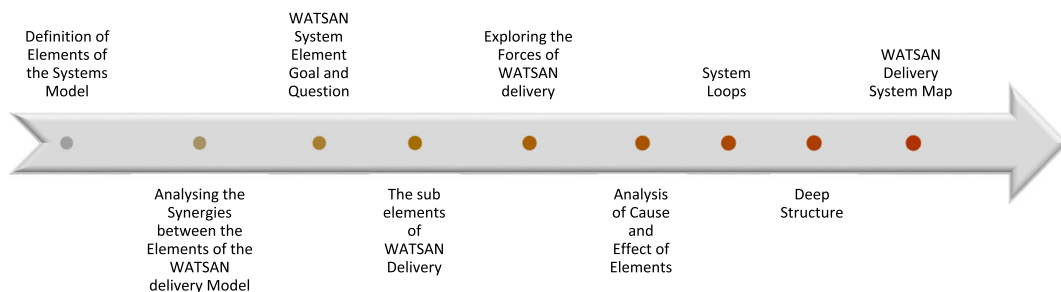 Definition of
Elements of
the Systems
Model
Analysing the
Synergies
between the
Elements of the
WATSAN
delivery Model
WATSAN
System
Element
Goal and
Question
The sub
elements
of
WATSAN
Delivery
Exploring the
Forces of
WATSAN
delivery
Analysis
of Cause
and
Effect of
Elements
System
Loops
Deep
Structure
WATSAN
Delivery
System Map